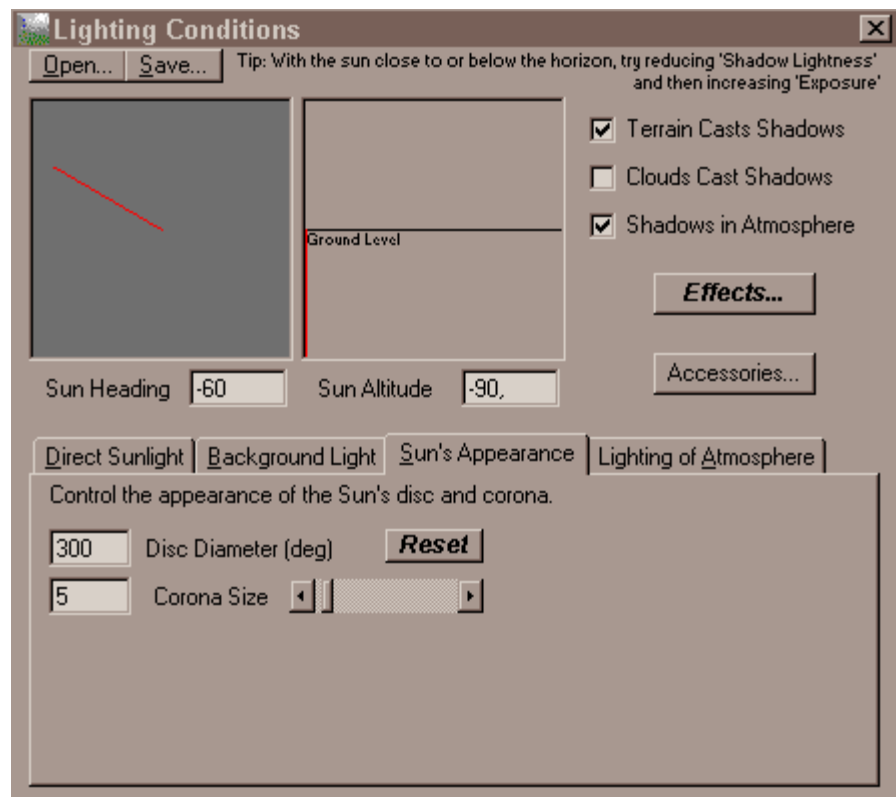 Lighting Conditions
Open... Save... Tip: With the sun close to or below the horizon, try reducing 'Shadow Lightness'
and then increasing 'Exposure'
Terrain Casts Shadows
Clouds Cast Shadows
Shadows in Atmosphere
Ground Level
Effects...
Accessories...
Sun Heading -60 Sun Altitude -90,
Direct Sunlight Background Light Sun's Appearance Lighting of Atmosphere
Control the appearance of the Sun's disc and corona.
300 Disc Diameter (deg) Reset
5 Corona Size